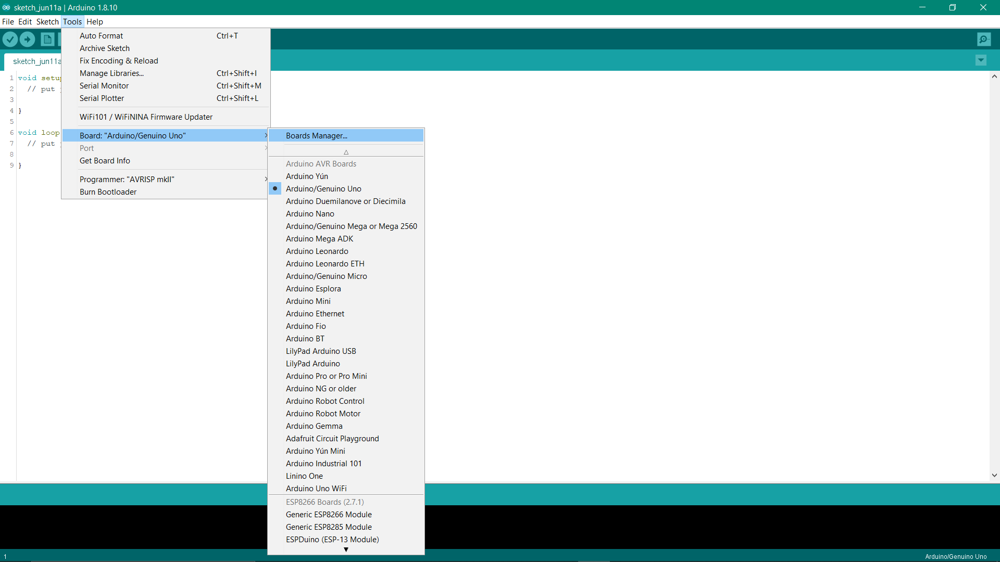 sketch_jun11a | Arduino 1.8.10
File Edit Sketch Tools Help
Auto Format Ctrl+T
Archive Sketch
Fix Encoding & Reload
Manage Libraries... Ctrl+Shift+I
Serial Monitor Ctrl+Shift+M
Serial Plotter Ctrl+Shift+L
WiFi101 / WiFiNINA Firmware Updater
Board: "Arduino/Genuino Uno"
Port
Get Board Info
Programmer: "AVRISP mkII"
Burn Bootloader
Boards Manager...
Arduino AVR Boards
Arduino Yún
Arduino/Genuino Uno
Arduino Duemilanove or Diecimila
Arduino Nano
Arduino/Genuino Mega or Mega 2560
Arduino Mega ADK
Arduino Leonardo
Arduino Leonardo ETH
Arduino/Genuino Micro
Arduino Esplora
Arduino Mini
Arduino Ethernet
Arduino Fio
Arduino BT
LilyPad Arduino USB
LilyPad Arduino
Arduino Pro or Pro Mini
Arduino NG or older
Arduino Robot Control
Arduino Robot Motor
Arduino Gemma
Adafruit Circuit Playground
Arduino Yún Mini
Arduino Industrial 101
Linino One
Arduino Uno WiFi
ESP8266 Boards (2.7.1)
Generic ESP8266 Module
Generic ESP8285 Module
ESPDuino (ESP-13 Module)
sketch_jun11a
1 void setup
2 // put
3
4 }
5
6 void loop
7 // put
8
9 }
1
Arduino/Genuino Uno